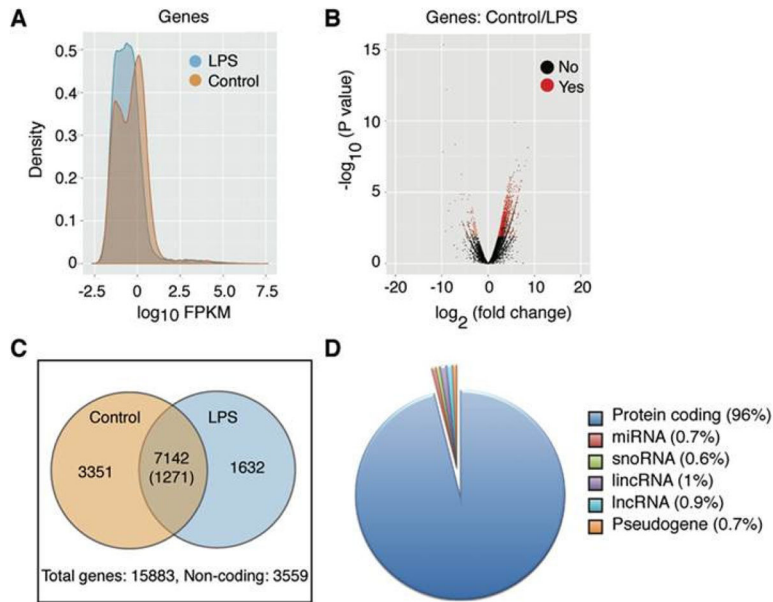 A
Genes
0.5
0.4
0.3
0.2
0.1
0
Density
LPS
Control
-2.5
0
2.5
5.0
7.5
log10 FPKM
B
Genes: Control/LPS
15
10
5
0
-log10 (P value)
No
Yes
-20
-10
0
10
20
log2 (fold change)
C
Control
LPS
3351
7142
(1271)
1632
Total genes: 15883, Non-coding: 3559
D
Protein coding (96%)
miRNA (0.7%)
snoRNA (0.6%)
lincRNA (1%)
lncRNA (0.9%)
Pseudogene (0.7%)